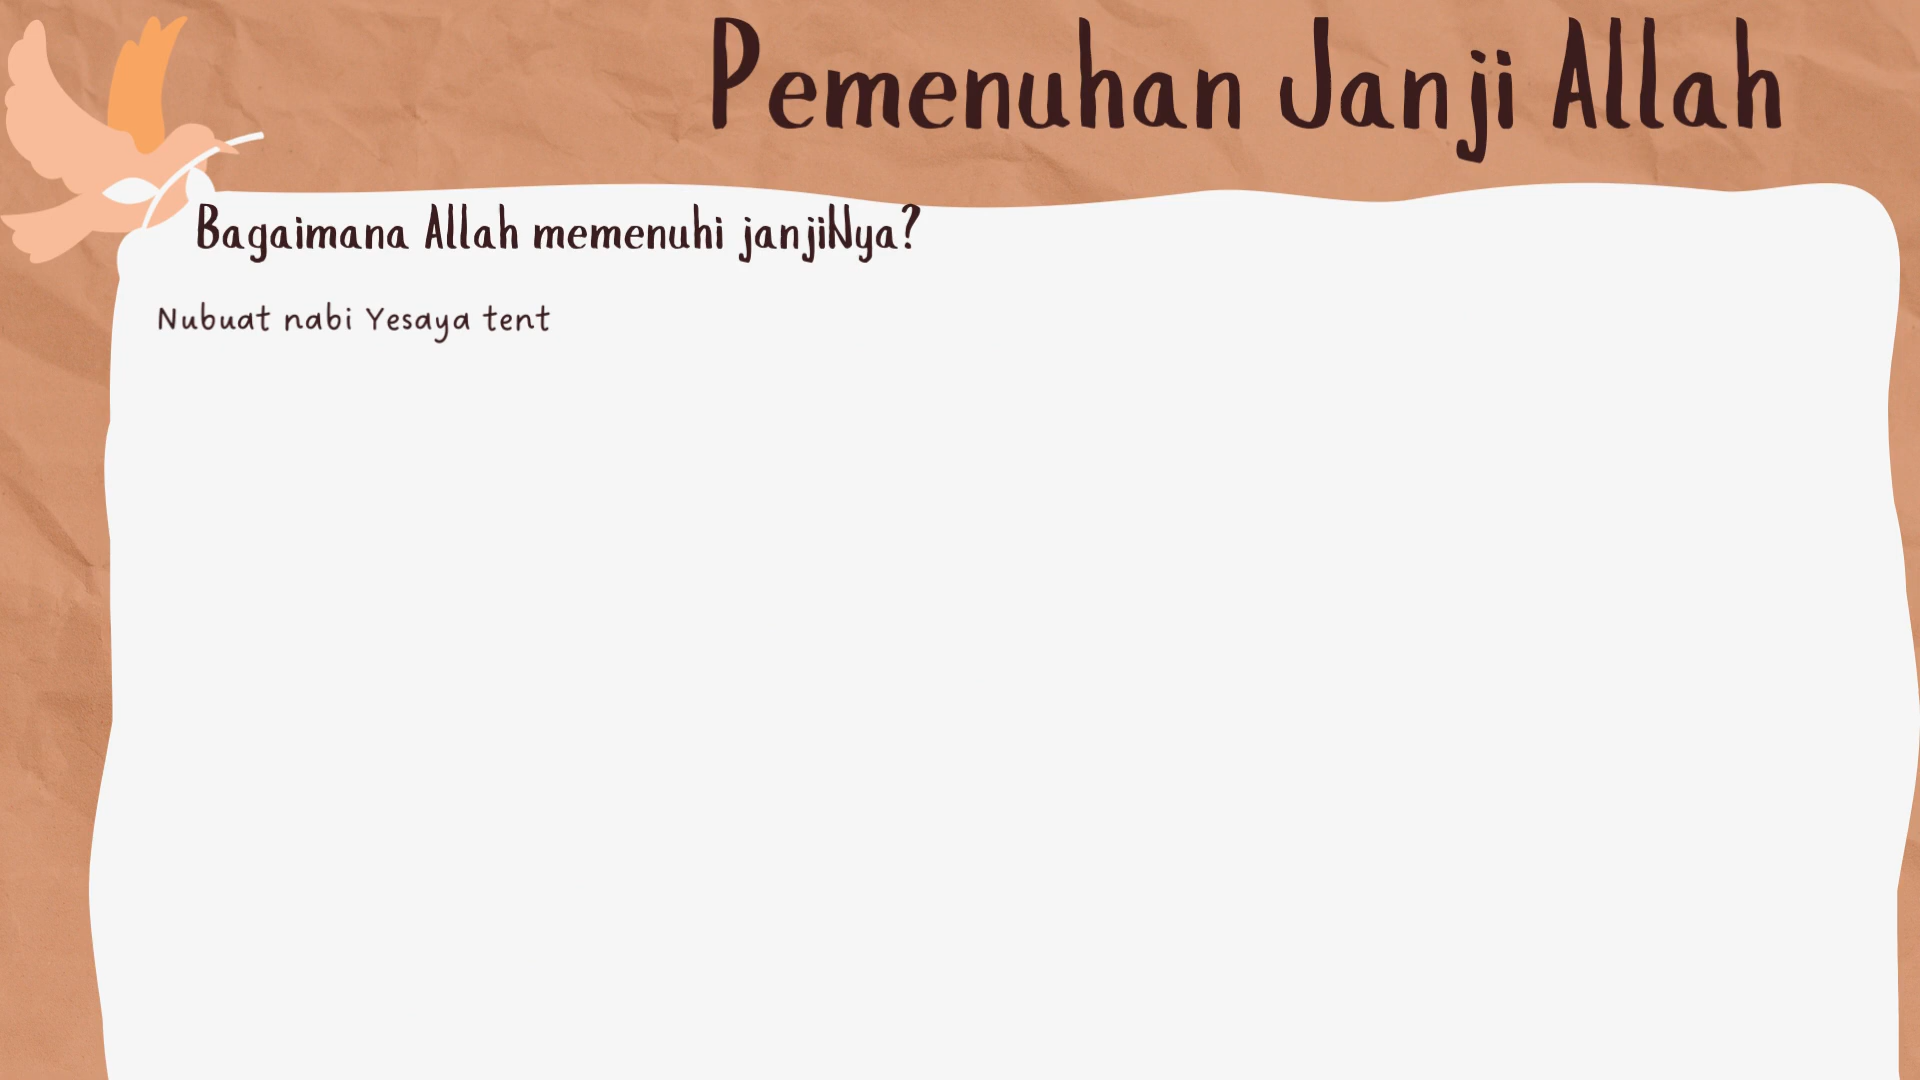 Pemenuhan Janji Allah
Bagaimana Allah memenuhi janjiNya?
Nubuat nabi Yesaya tent